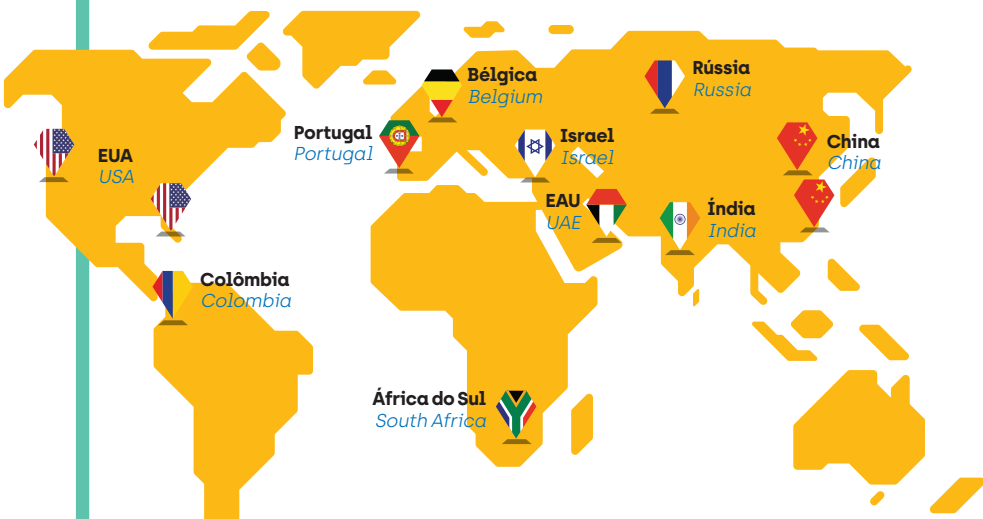 Bélgica
Belgium
Rússia
Russia
Portugal
Portugal
Israel
Israel
China
China
EUA
USA
EAU
UAE
Índia
India
Colômbia
Colombia
África do Sul
South Africa